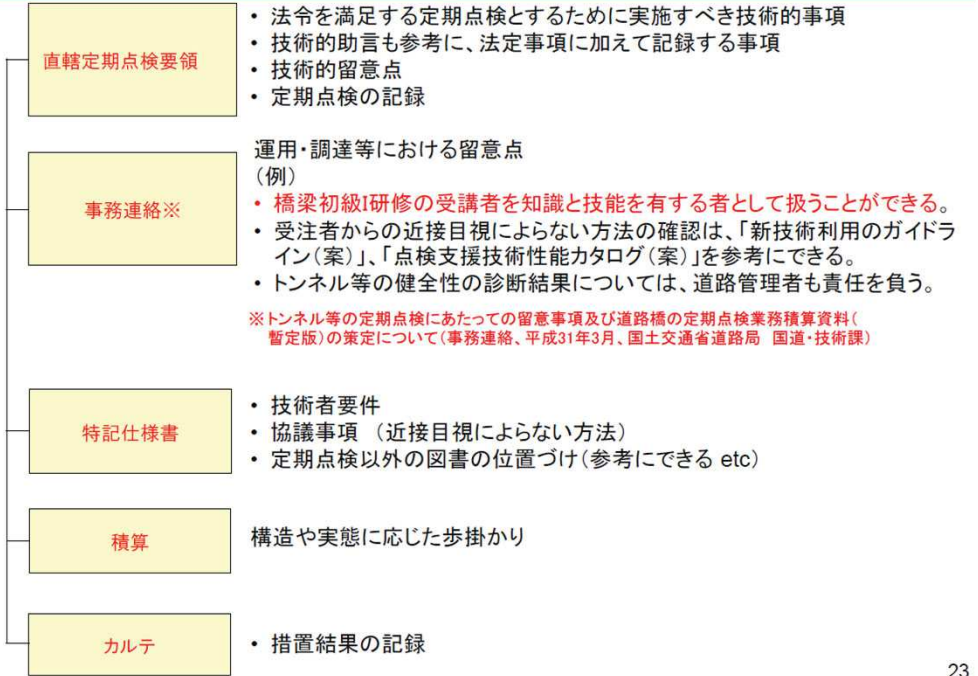 直轄定期点検要領
・ 法令を満足する定期点検とするために実施すべき技術的事項
・ 技術的助言も参考に、法定事項に加えて記録する事項
・ 技術的留意点
・ 定期点検の記録
事務連絡※
運用・調達等における留意点
(例)
・ 橋梁初級I研修の受講者を知識と技能を有する者として扱うことができる。
・ 受注者からの近接目視によらない方法の確認は、「新技術利用のガイドラ
イン(案)」、「点検支援技術性能カタログ(案)」を参考にできる。
・ トンネル等の健全性の診断結果については、道路管理者も責任を負う。
※トンネル等の定期点検にあたっての留意事項及び道路橋の定期点検業務積算資料(
暫定版)の策定について(事務連絡、平成31年3月、国土交通省道路局 国道・技術課)
特記仕様書
・ 技術者要件
・ 協議事項 (近接目視によらない方法)
・ 定期点検以外の図書の位置づけ(参考にできる etc)
積算
構造や実態に応じた歩掛かり
カルテ
・ 措置結果の記録
23